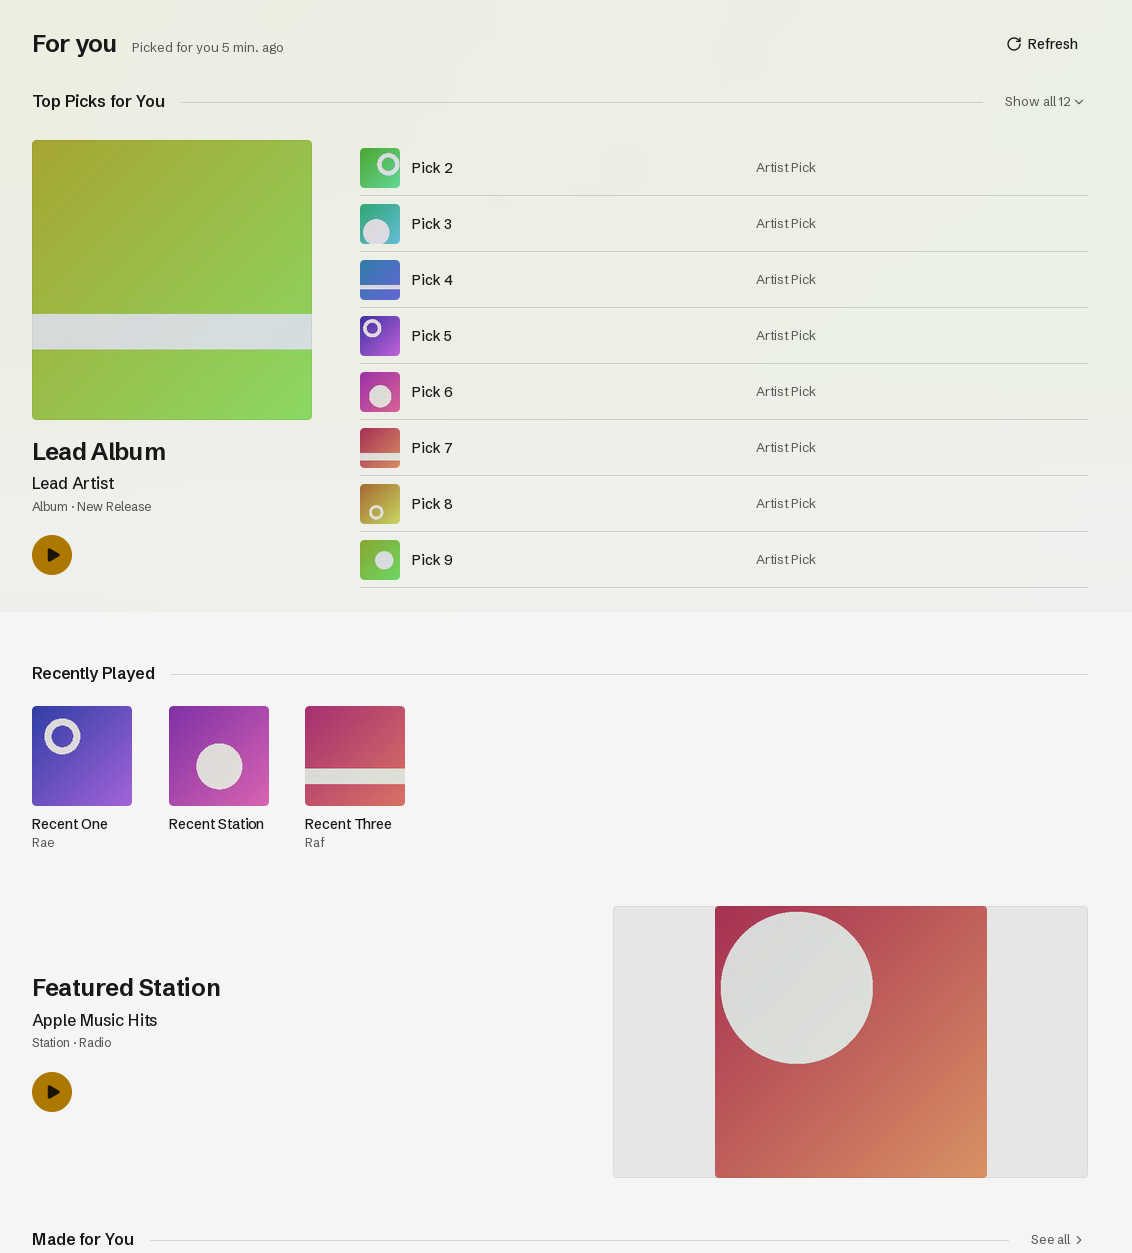 For you
Picked for you 5 min. ago
Refresh
Top Picks for You
Show all 12
Lead Album
Lead Artist
Album · New Release
Pick 2
Artist Pick
Pick 3
Artist Pick
Pick 4
Artist Pick
Pick 5
Artist Pick
Pick 6
Artist Pick
Pick 7
Artist Pick
Pick 8
Artist Pick
Pick 9
Artist Pick
Recently Played
Recent One
Rae
Recent Station
Recent Three
Raf
Featured Station
Apple Music Hits
Station · Radio
Made for You
See all